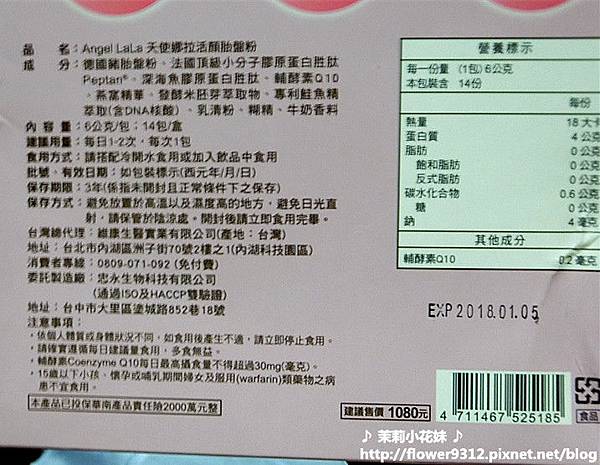 品　　名：Angel LaLa 天使娜拉活顏胎盤粉
成　　分：德國豬胎盤粉、法國頂級小分子膠原蛋白胜肽
Peptan®、深海魚膠原蛋白胜肽、輔酵素Q10
、燕窩精華、發酵米胚芽萃取物、專利鮭魚精
萃取(含DNA核酸)、乳清粉、糊精、牛奶香料
內 容 量：6公克/包；14包/盒
建議用量：每日1-2次，每次1包
食用方式：請搭配冷開水食用或加入飲品中食用
批號、有效日期：如包裝標示(西元年/月/日)
保存期限：3年(係指未開封且正常條件下之保存)
保存方式：避免放置於高溫以及濕度高的地方，避免日光直
射，請保管於陰涼處。開封後請立即食用完畢。
台灣總代理：維康生醫實業有限公司(產地：台灣)
地址：台北市內湖區洲子街70號2樓之1(內湖科技園區)
消費者專線：0809-071-092 (免付費)
委託製造廠：忠永生物科技有限公司
(通過ISO及HACCP雙驗證)
地址：台中市大里區塗城路852巷18號
注意事項：
・依個人體質或身體狀況不同，如食用後產生不適，請立即停止食用。
・請確實遵循每日建議量食用，多食無益。
・輔酵素Coenzyme Q10每日最高攝食量不得超過30mg(毫克)。
・15歲以下小孩、懷孕或哺乳期間婦女及服用(warfarin)類藥物之病
患不宜食用。
本產品已投保華南產品責任險2000萬元整
營養標示
每一份量 (1包) 6公克
本包裝含 14份
每份
熱量 18 大卡
蛋白質 4 公克
脂肪 0 公克
飽和脂肪 0 公克
反式脂肪 0 公克
碳水化合物 0.6 公克
糖 0 公克
鈉 4 毫克
其他成分
輔酵素Q10 0.2 毫克
EXP 2018.01.05
建議售價 1080元
4 711467 525185
食品
♪ 茉莉小花妹 ♪
http://flower9312.pixnet.net/blog